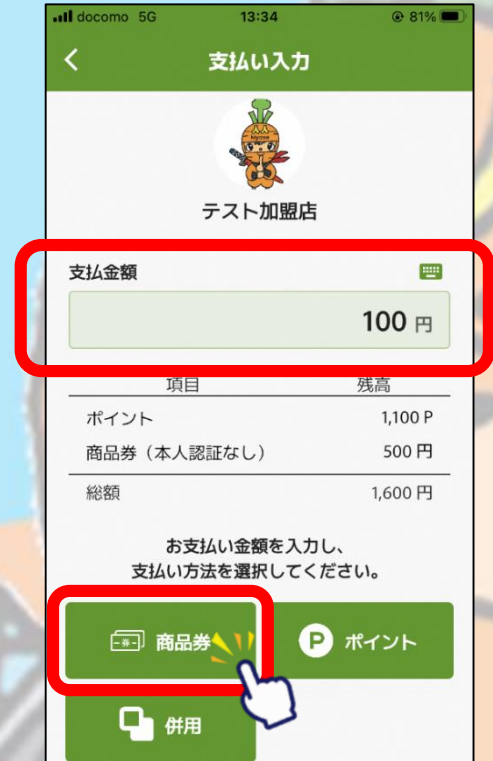 docomo 5G 13:34 81%
支払い入力
テスト加盟店
支払金額
100 円
項目 残高
ポイント 1,100 P
商品券（本人認証なし） 500 円
総額 1,600 円
お支払い金額を入力し、
支払い方法を選択してください。
-券- 商品券 P ポイント
併用